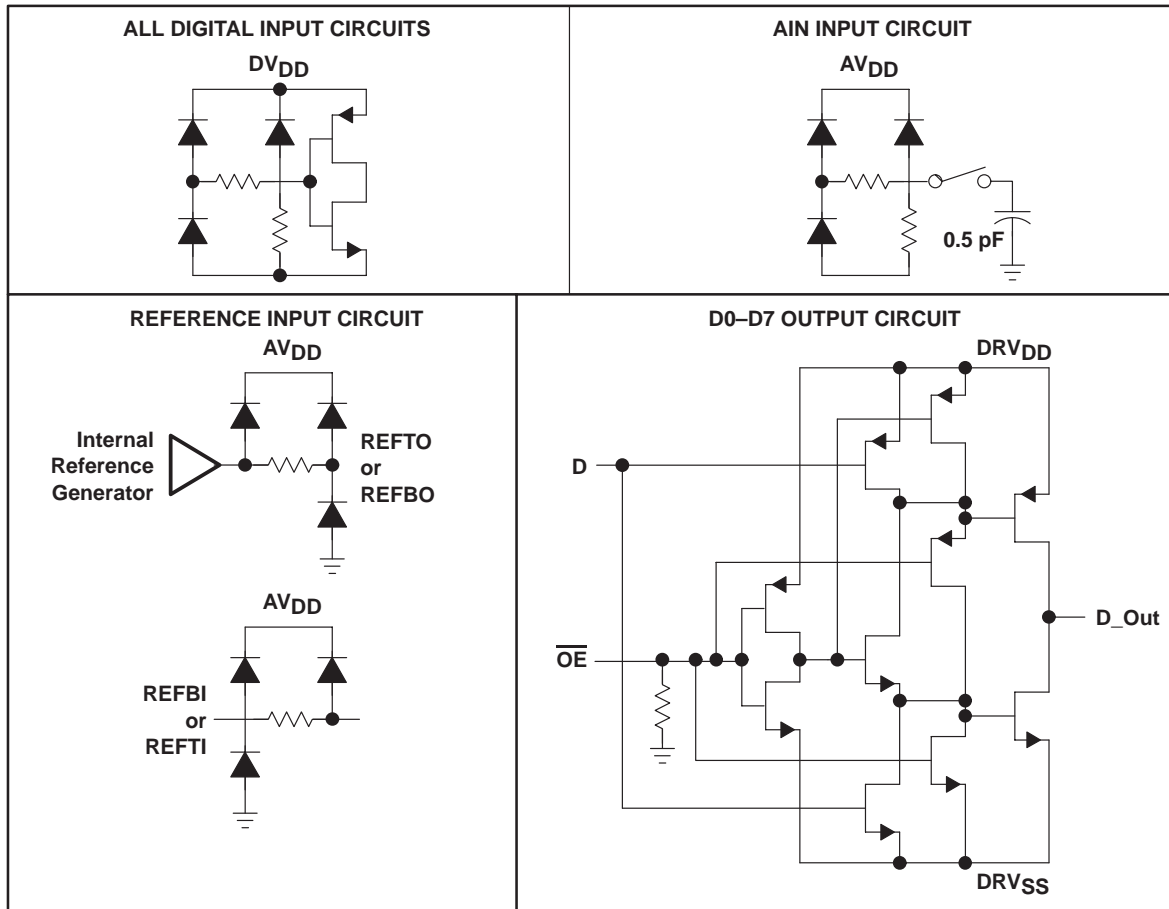 ALL DIGITAL INPUT CIRCUITS
DVDD
AIN INPUT CIRCUIT
AVDD
0.5 pF
REFERENCE INPUT CIRCUIT
AVDD
Internal
Reference
Generator
REFTO
or
REFBO
AVDD
REFBI
or
REFTI
D0–D7 OUTPUT CIRCUIT
DRVDD
D
D_Out
OE
DRVSS